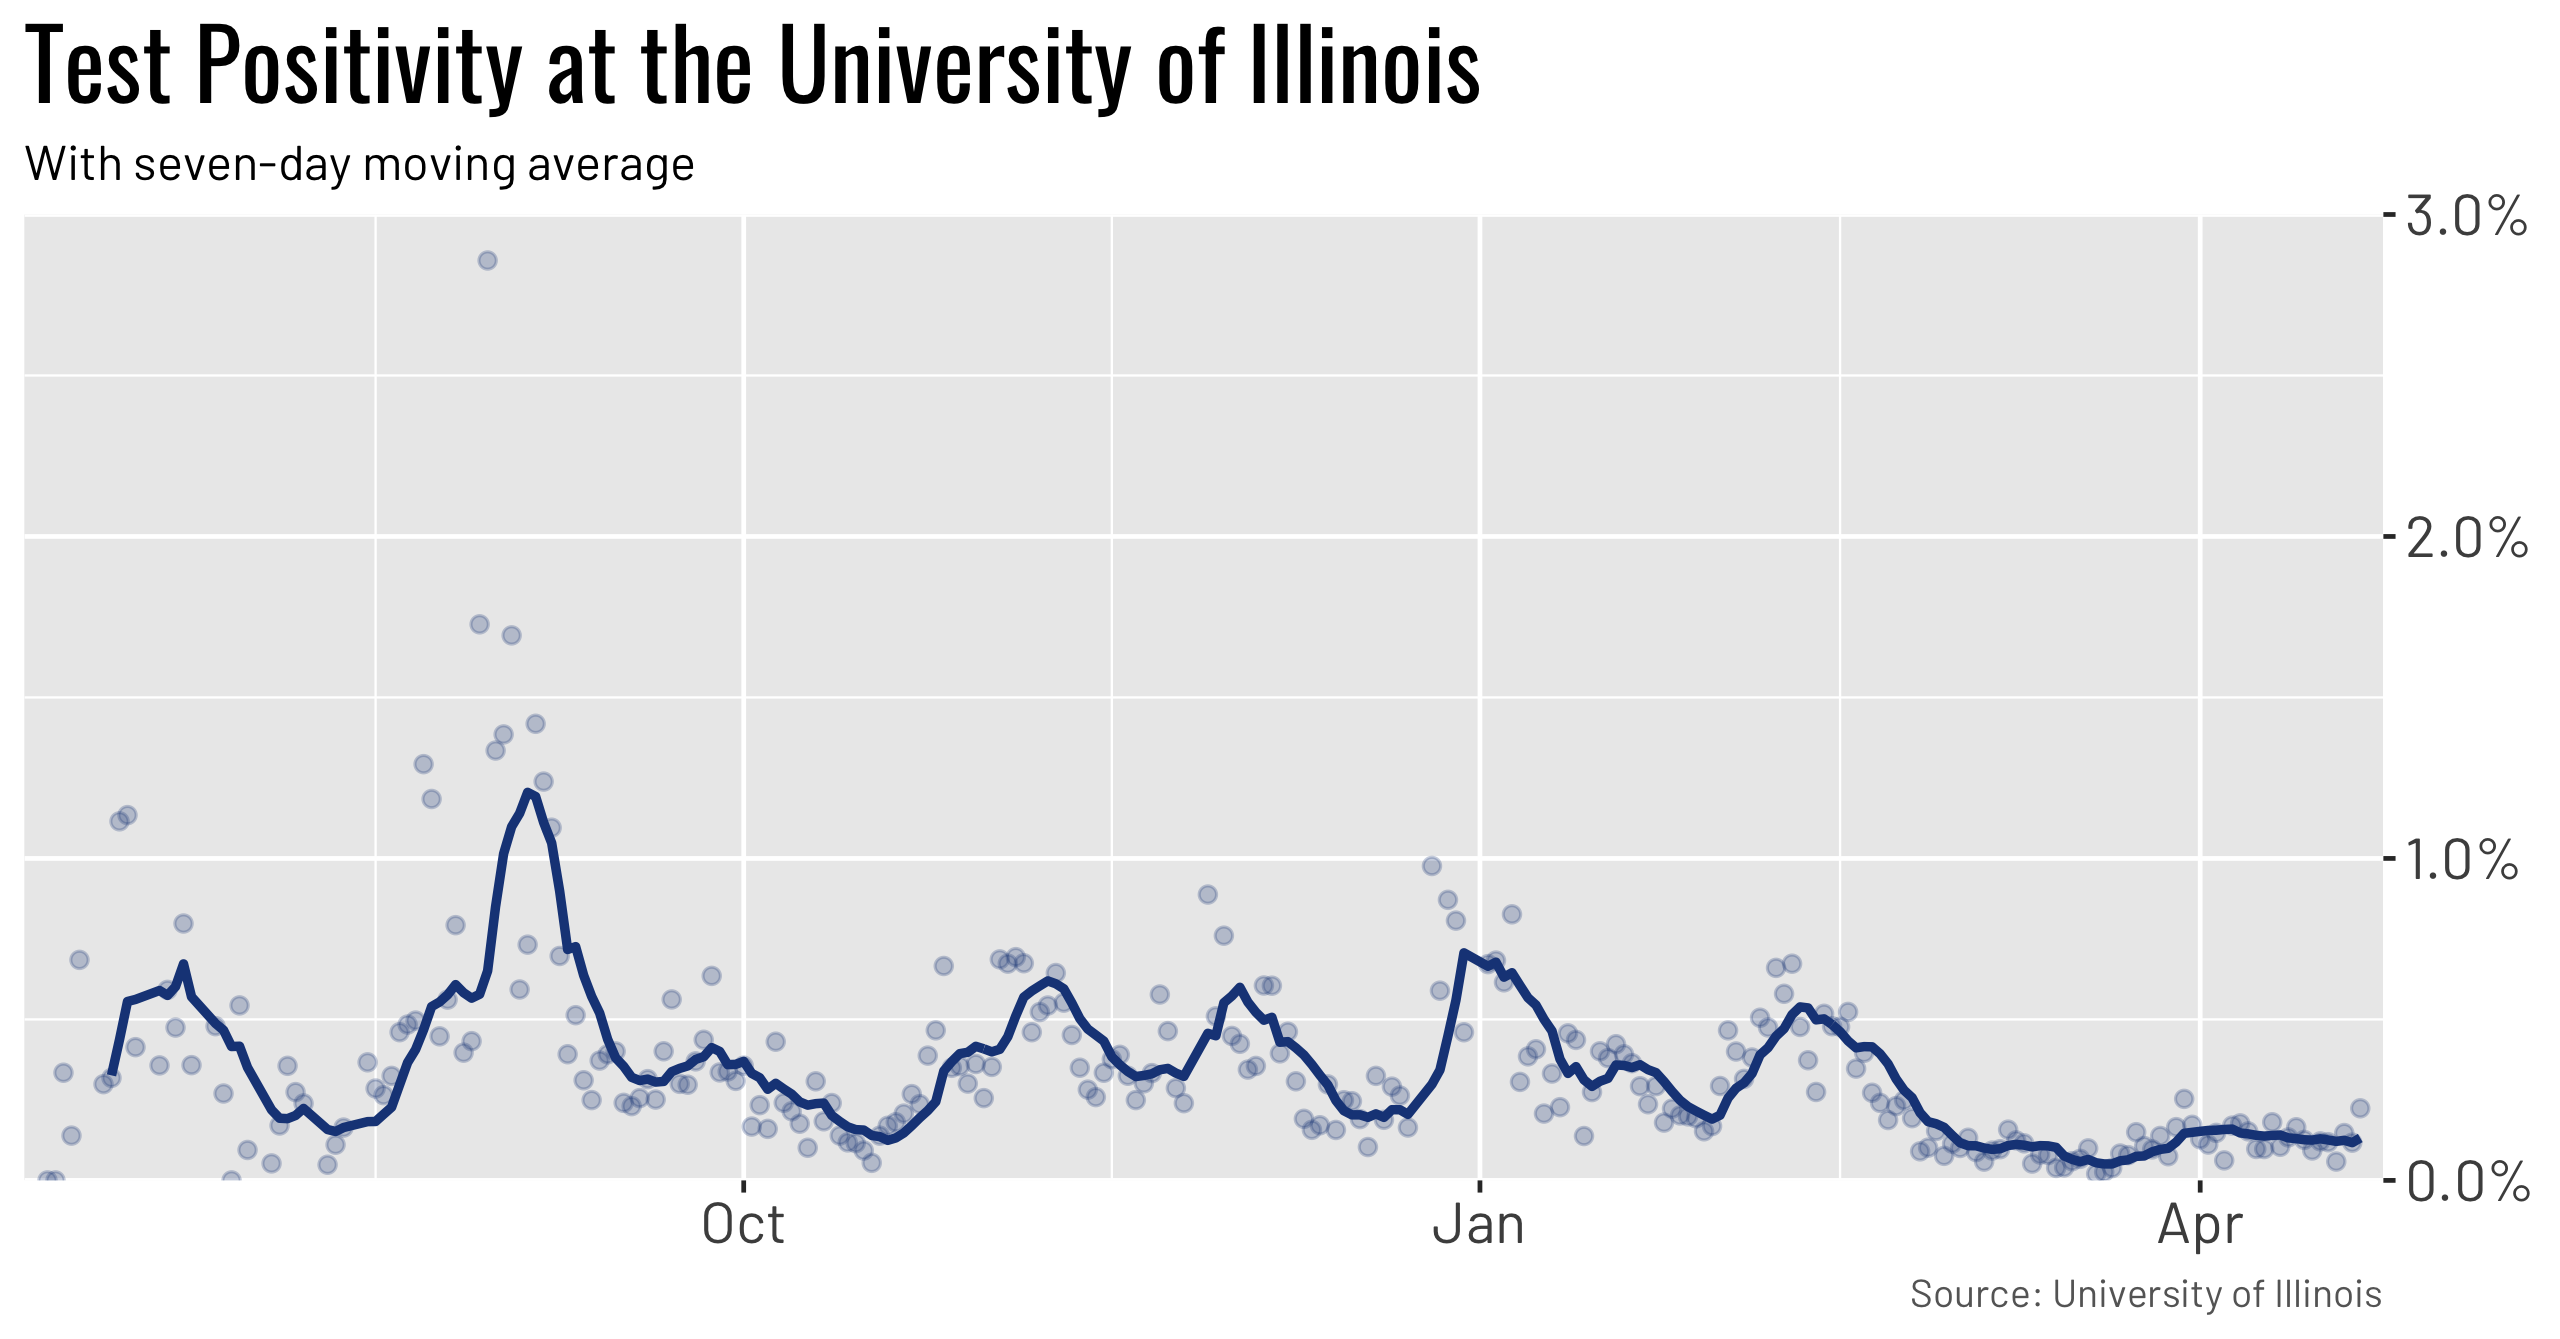 Test Positivity at the University of Illinois
With seven-day moving average
3.0%
2.0%
1.0%
0.0%
Oct Jan Apr
Source: University of Illinois